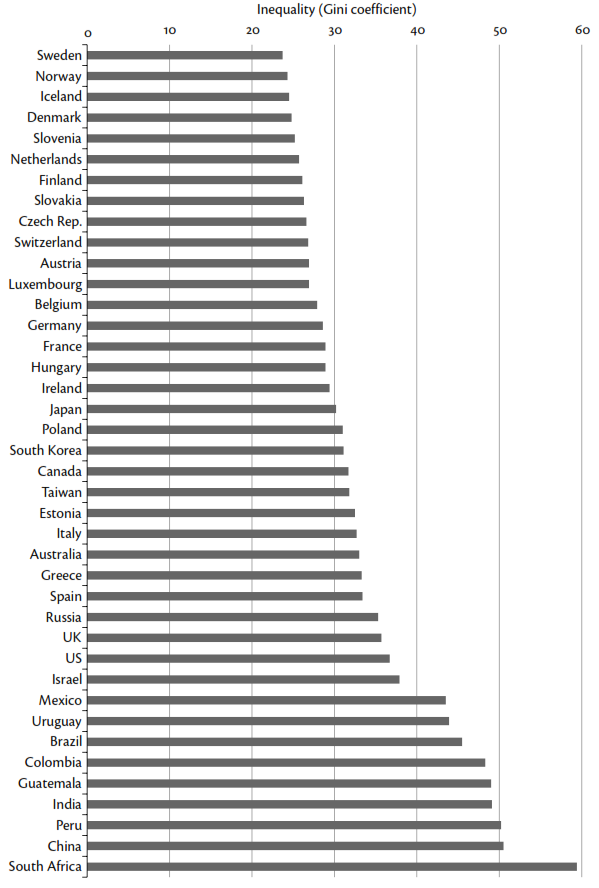 Inequality (Gini coefficient)
0 10 20 30 40 50 60
Sweden
Norway
Iceland
Denmark
Slovenia
Netherlands
Finland
Slovakia
Czech Rep.
Switzerland
Austria
Luxembourg
Belgium
Germany
France
Hungary
Ireland
Japan
Poland
South Korea
Canada
Taiwan
Estonia
Italy
Australia
Greece
Spain
Russia
UK
US
Israel
Mexico
Uruguay
Brazil
Colombia
Guatemala
India
Peru
China
South Africa